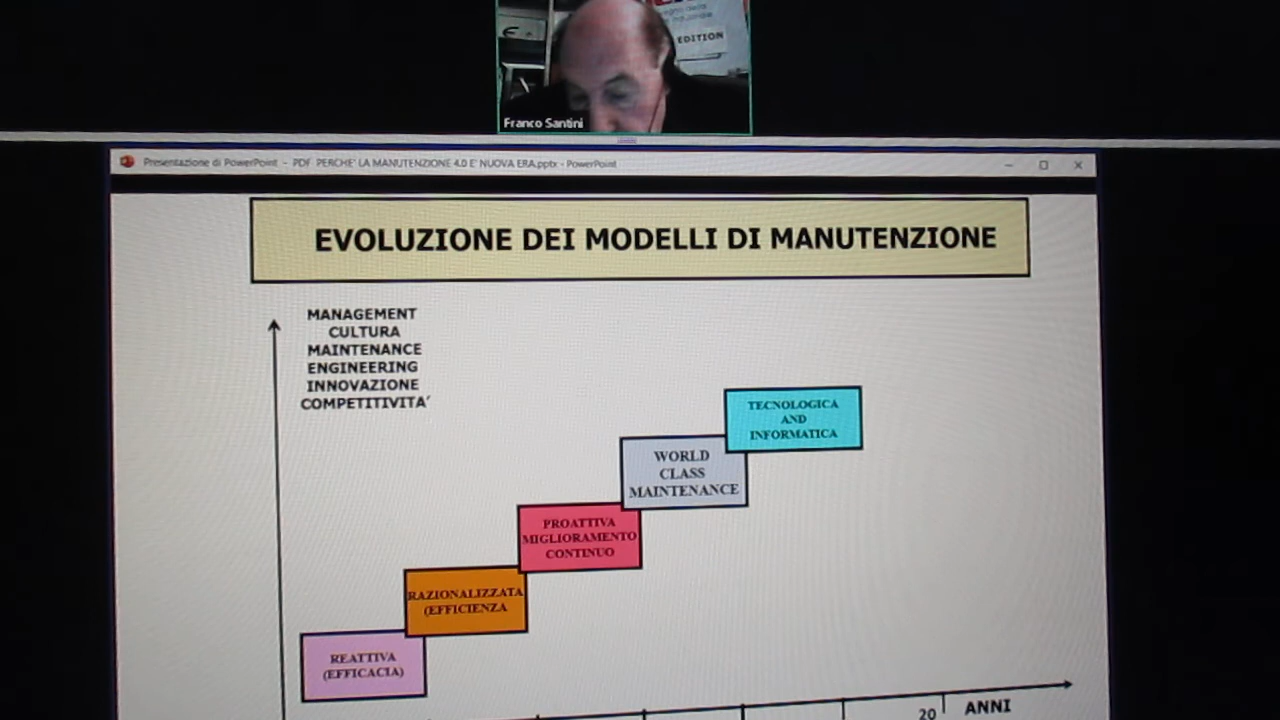 EDITION
Franco Santini
Presentazione di PowerPoint - PDF PERCHE' LA MANUTENZIONE 4.0 E' NUOVA ERA.pptx - PowerPoint
EVOLUZIONE DEI MODELLI DI MANUTENZIONE
MANAGEMENT
CULTURA
MAINTENANCE
ENGINEERING
INNOVAZIONE
COMPETITIVITA'
TECNOLOGICA
AND
INFORMATICA
WORLD
CLASS
MAINTENANCE
PROATTIVA
MIGLIORAMENTO
CONTINUO
RAZIONALIZZATA
(EFFICIENZA
REATTIVA
(EFFICACIA)
20
ANNI